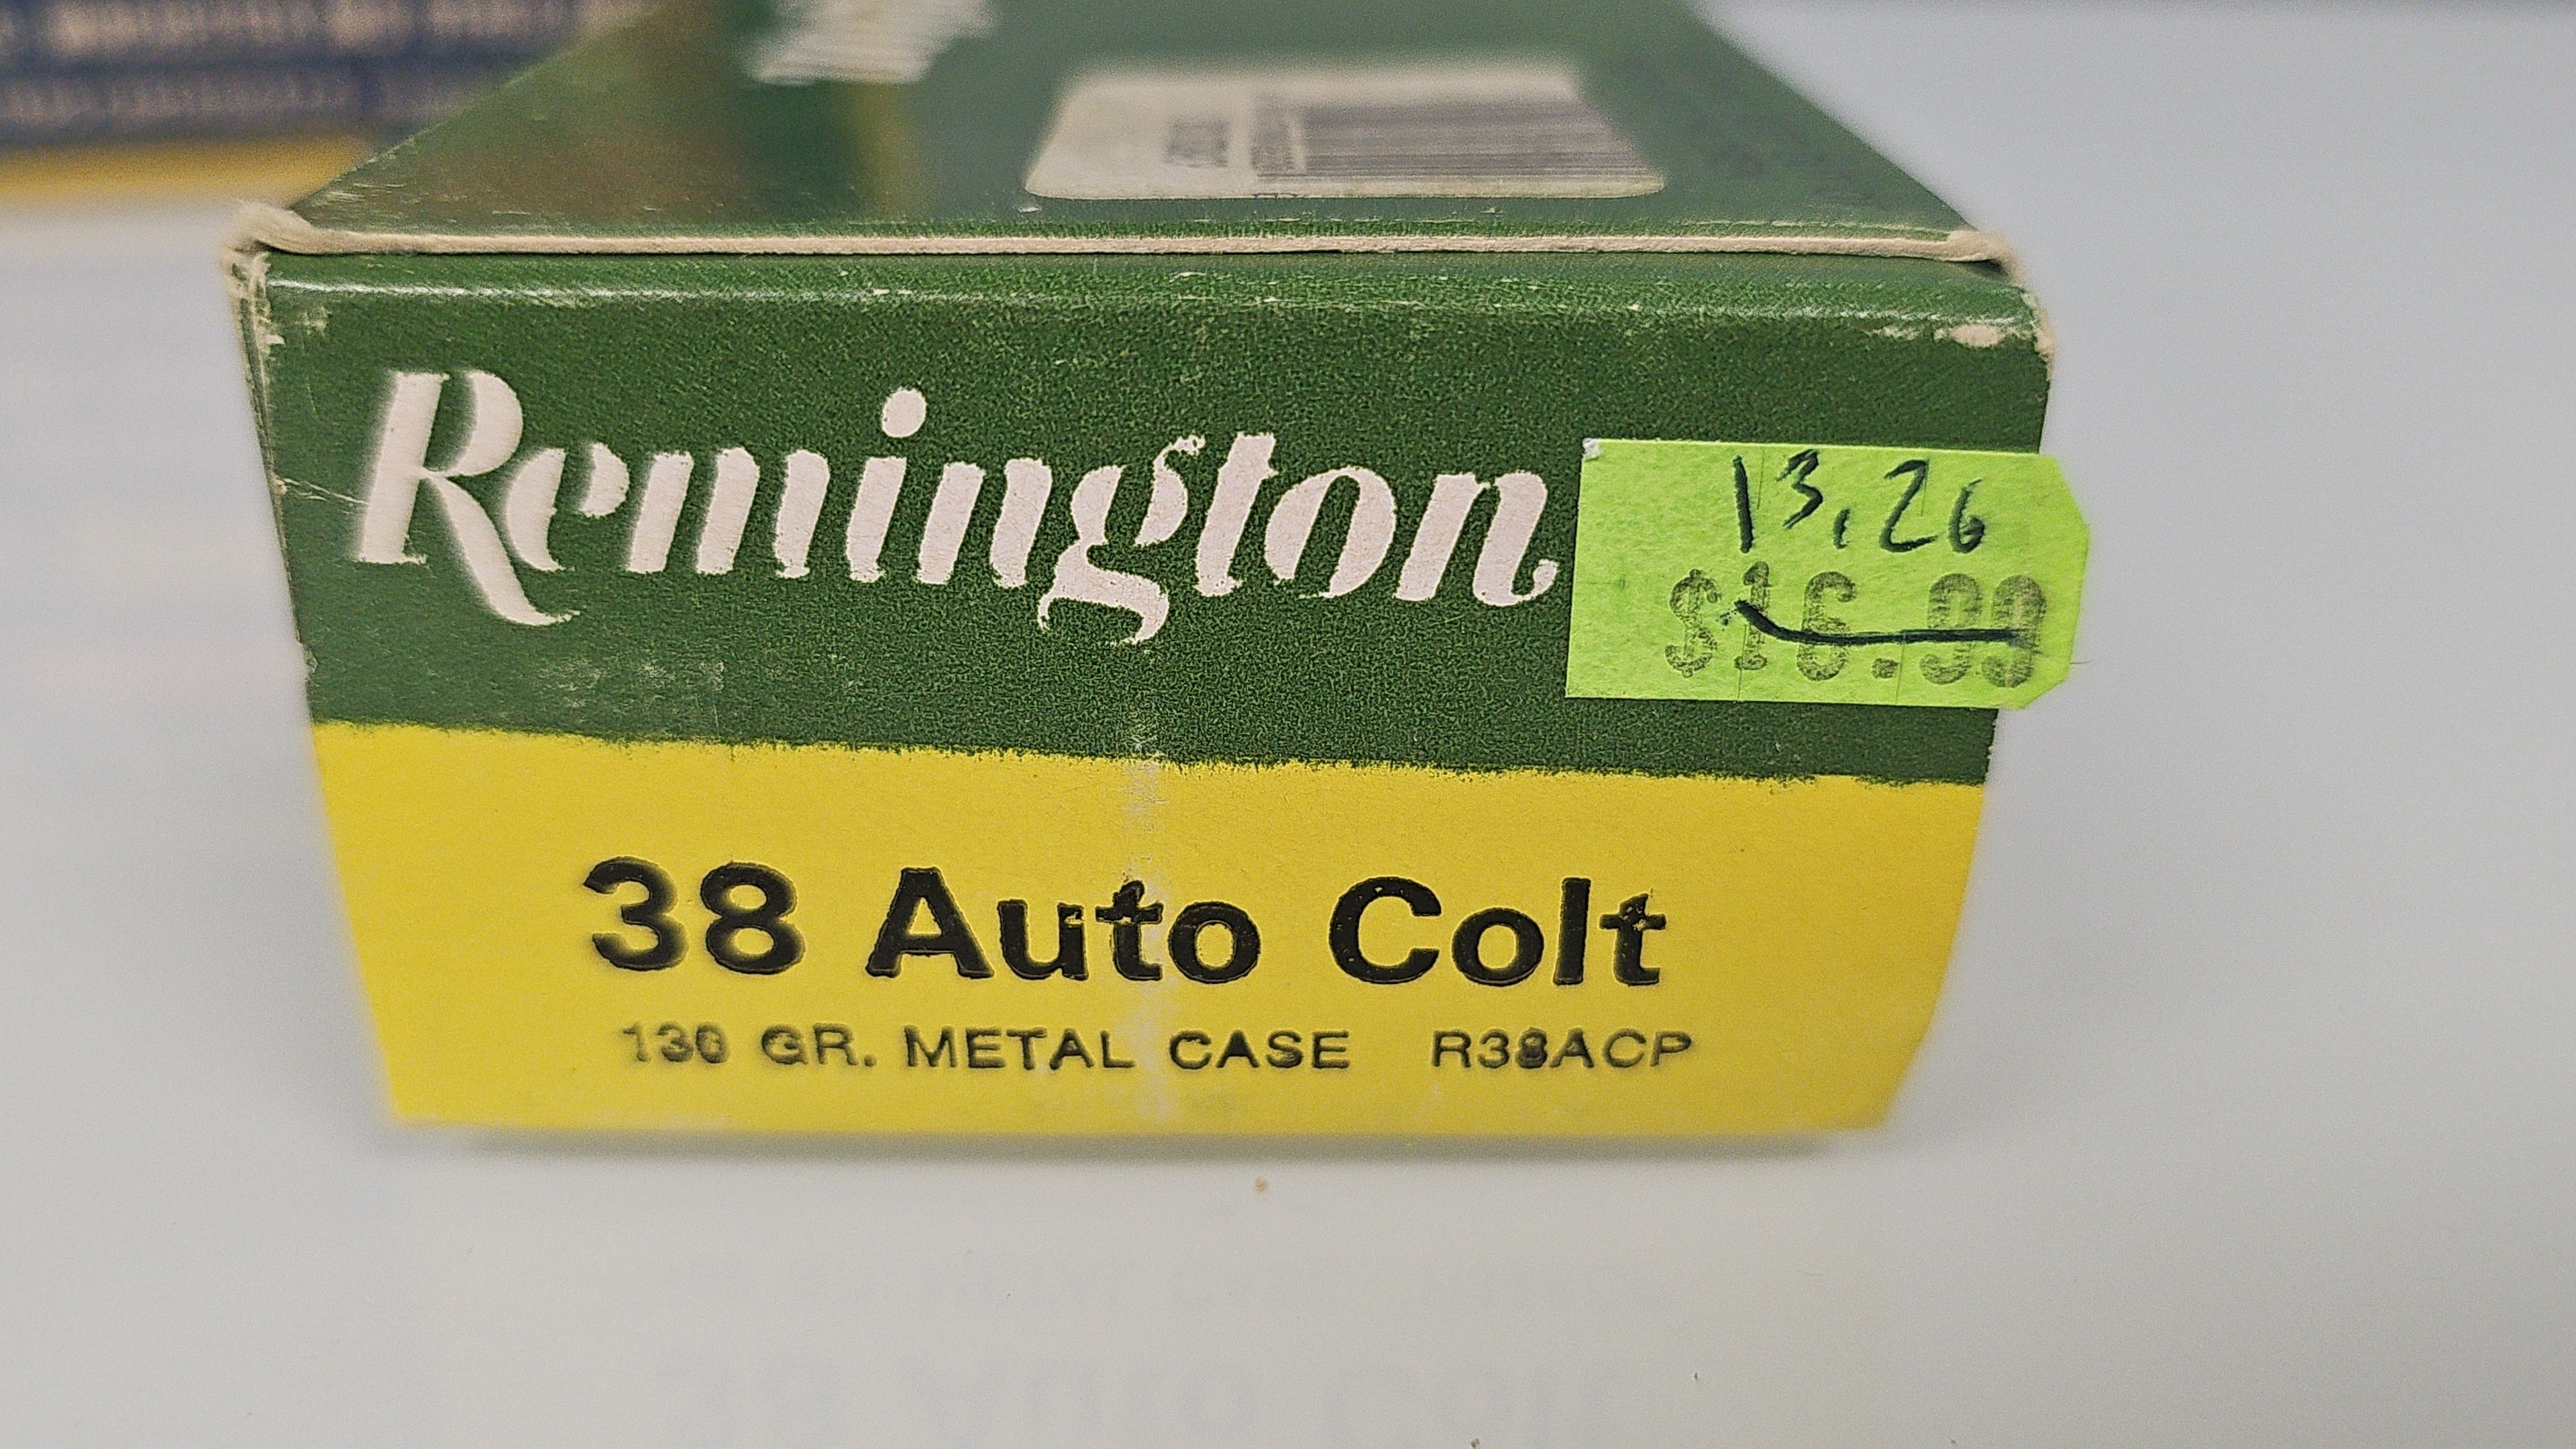 Remington
13.26
$16.99
38 Auto Colt
130 GR. METAL CASE R38ACP